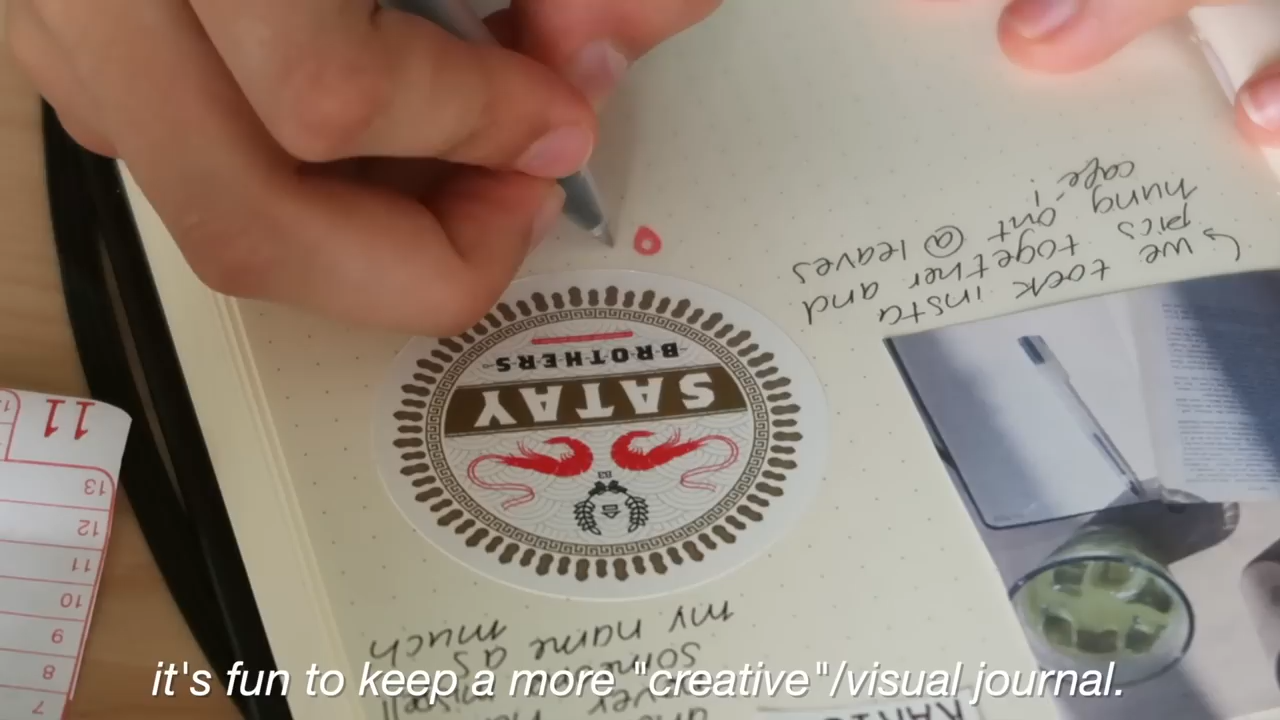 ↳ we took insta
pics together and
hung out @ leaves
cafe !
SATAY
BROTHERS
my name as much
7
8
9
10
11
12
13
11
it's fun to keep a more "creative"/visual journal.